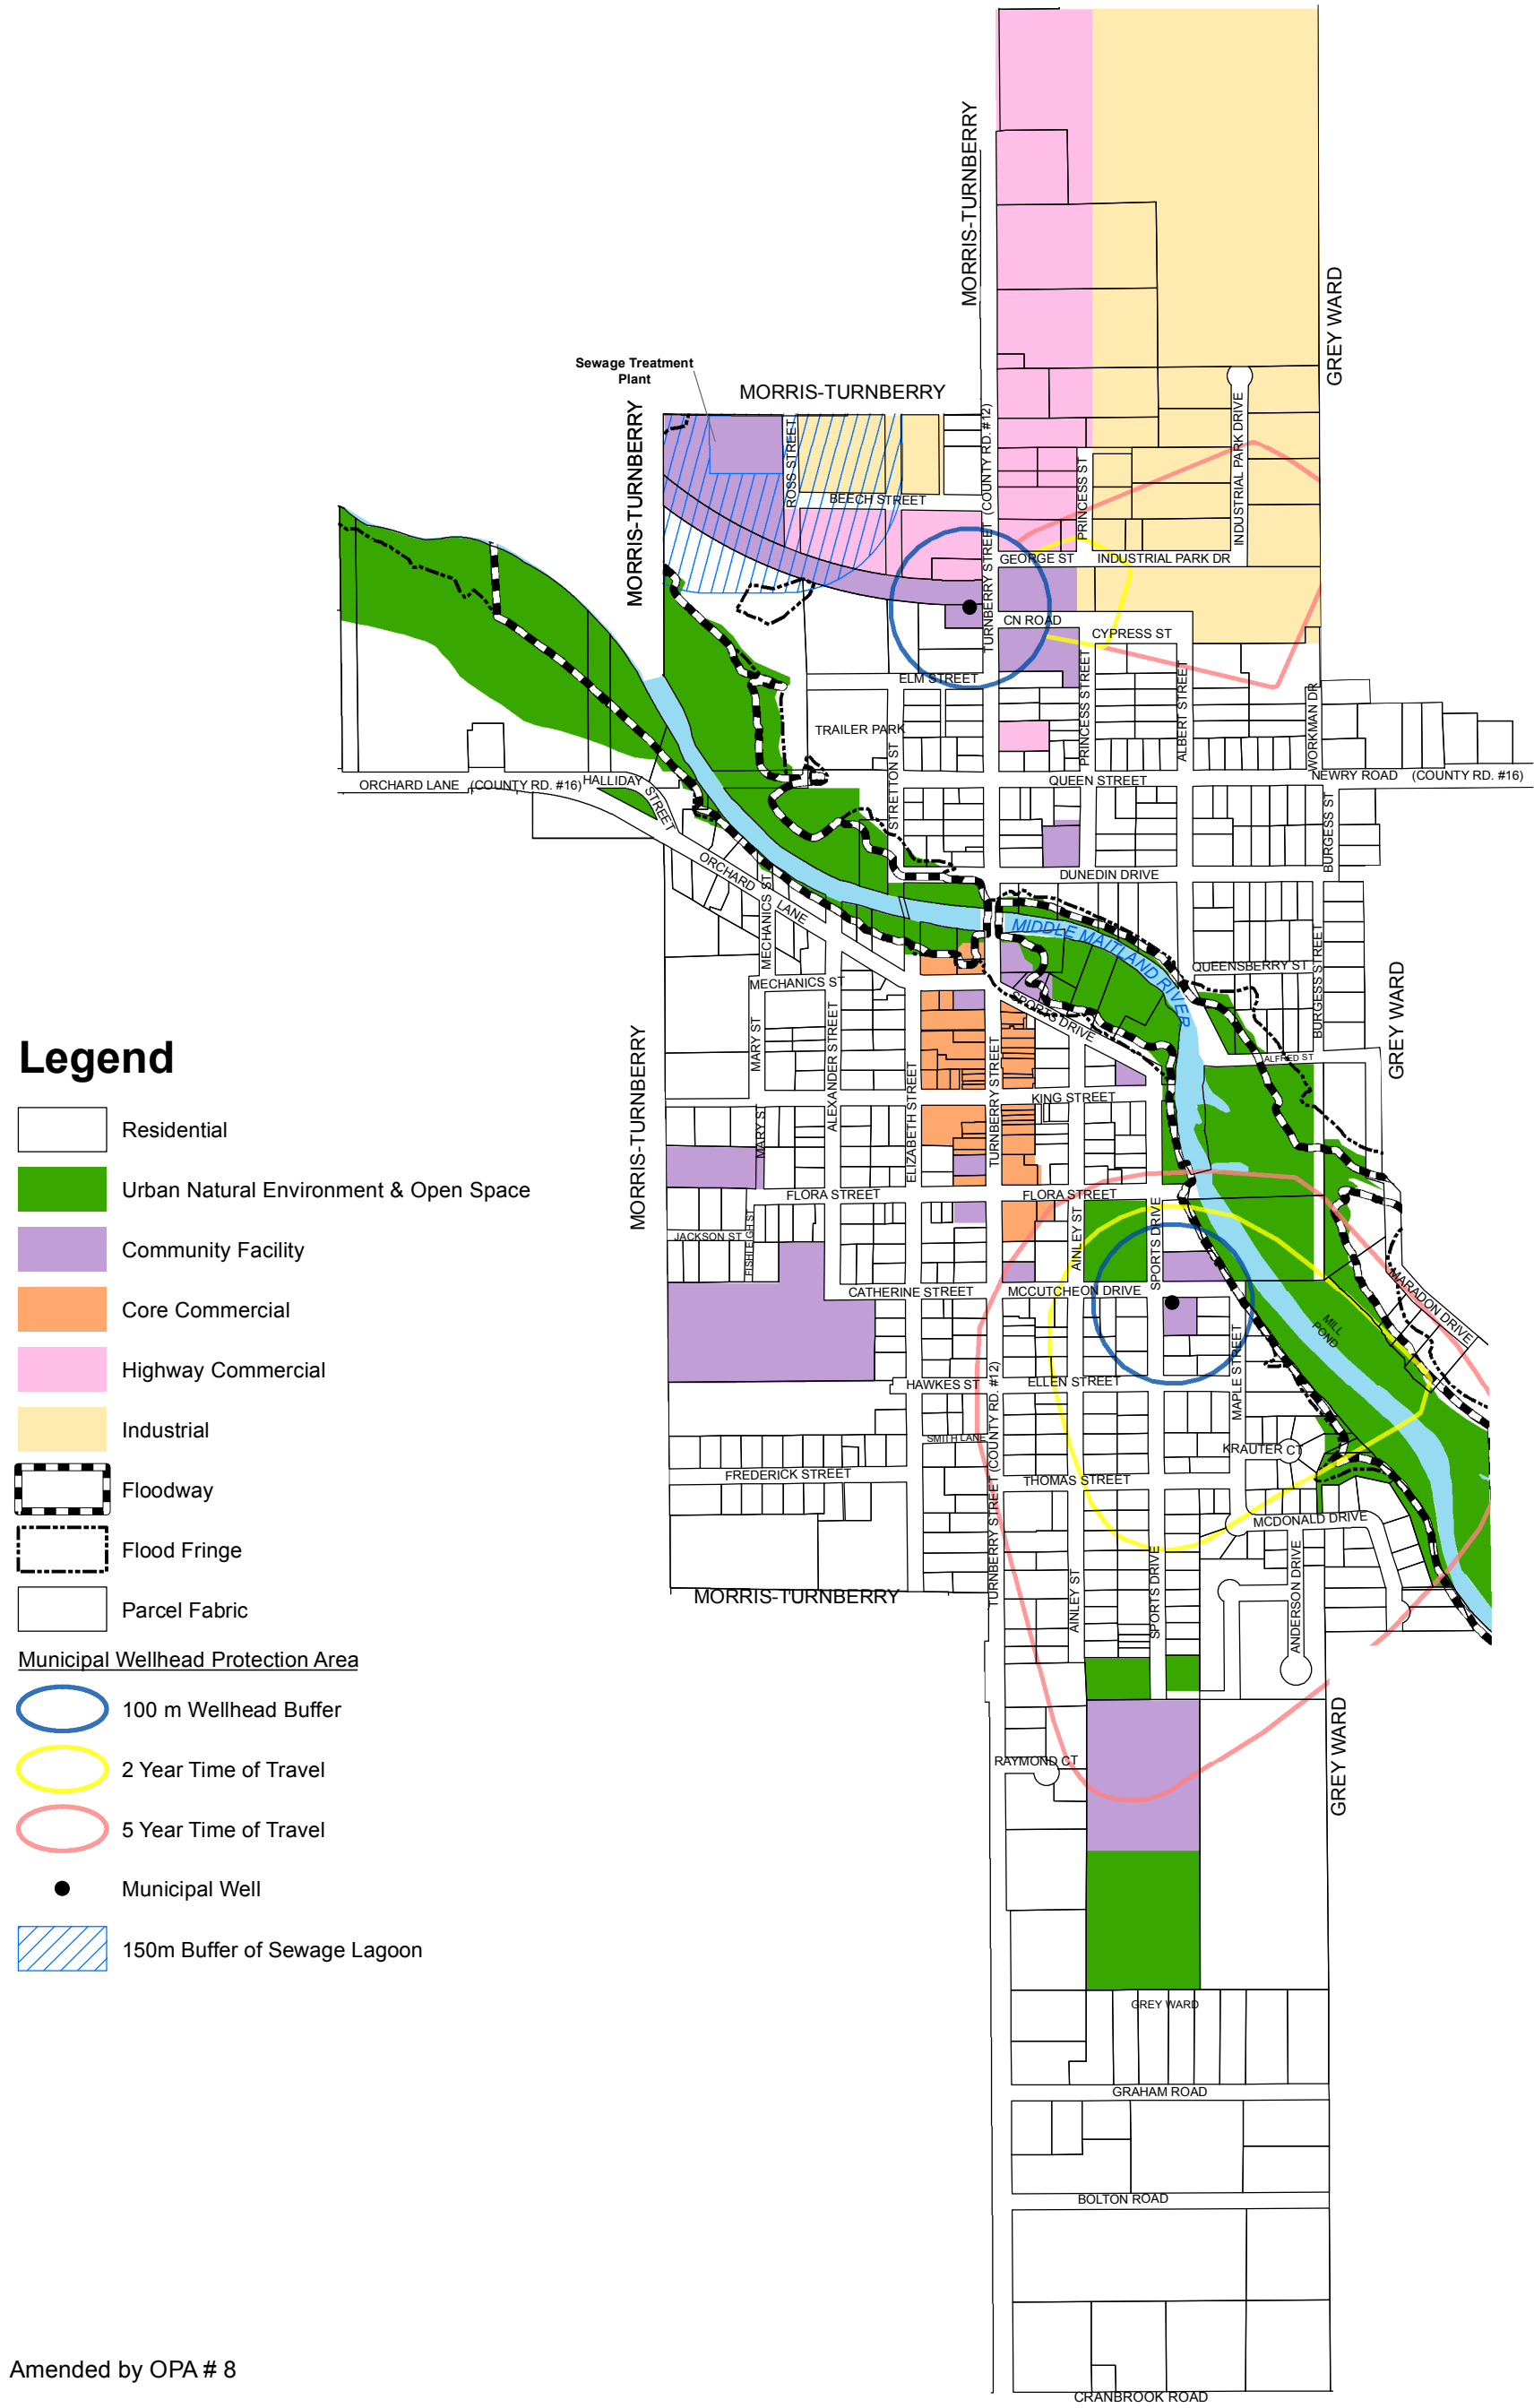 MORRIS-TURNBERRY
GREY WARD
Sewage Treatment
Plant
MORRIS-TURNBERRY
MORRIS-TURNBERRY
TURNBERRY STREET (COUNTY RD. #12)
INDUSTRIAL PARK DRIVE
ROSS STREET
PRINCESS ST
BEECH STREET
GEORGE ST
INDUSTRIAL PARK DR
CN ROAD
CYPRESS ST
ELM STREET
PRINCESS STREET
ALBERT STREET
WORKMAN DR
TRAILER PARK
STRETTON ST
QUEEN STREET
NEWRY ROAD (COUNTY RD. #16)
ORCHARD LANE (COUNTY RD. #16)
HALLIDAY
STREET
BURGESS ST
ORCHARD
LANE
DUNEDIN DRIVE
MECHANICS ST
MIDDLE MAITLAND RIVER
QUEENSBERRY ST
BURGESS STREET
GREY WARD
MECHANICS ST
SPORTS DRIVE
MARY ST
ALEXANDER STREET
ELIZABETH STREET
TURNBERRY STREET
ALFRED ST
KING STREET
MORRIS-TURNBERRY
MARY ST
FLORA STREET
FLORA STREET
JACKSON ST
FISHLEIGH ST
AINLEY ST
SPORTS DRIVE
CATHERINE STREET
MCCUTCHEON DRIVE
MARADON DRIVE
MILL
POND
MAPLE STREET
HAWKES ST
ELLEN STREET
TURNBERRY STREET (COUNTY RD. #12)
SMITH LANE
KRAUTER CT
FREDERICK STREET
THOMAS STREET
MCDONALD DRIVE
ANDERSON DRIVE
AINLEY ST
SPORTS DRIVE
MORRIS-TURNBERRY
RAYMOND CT
GREY WARD
GREY WARD
GRAHAM ROAD
BOLTON ROAD
CRANBROOK ROAD
Legend
Residential
Urban Natural Environment & Open Space
Community Facility
Core Commercial
Highway Commercial
Industrial
Floodway
Flood Fringe
Parcel Fabric
Municipal Wellhead Protection Area
100 m Wellhead Buffer
2 Year Time of Travel
5 Year Time of Travel
Municipal Well
150m Buffer of Sewage Lagoon
Amended by OPA # 8